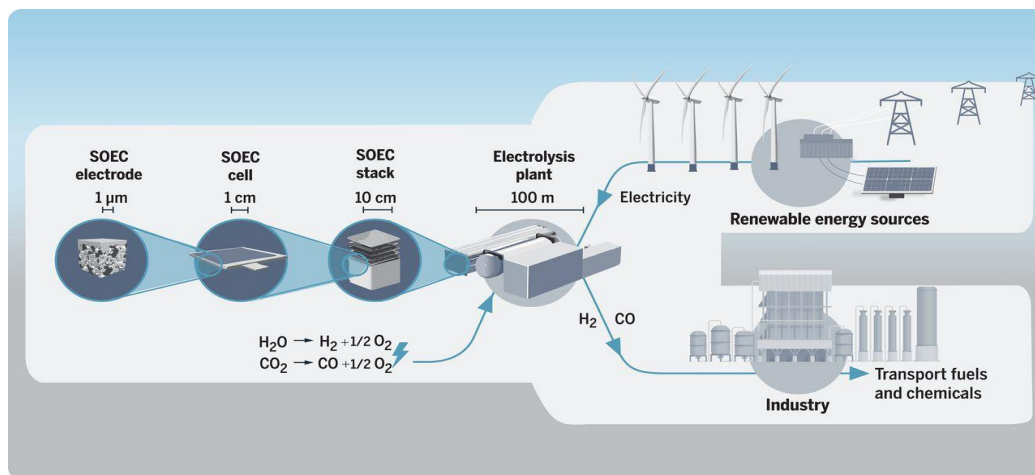 SOEC
electrode
1 µm
SOEC
cell
1 cm
SOEC
stack
10 cm
Electrolysis
plant
100 m
Electricity
Renewable energy sources
H₂O → H₂ +1/2 O₂
CO₂ → CO +1/2 O₂
H₂ CO
Industry
Transport fuels
and chemicals